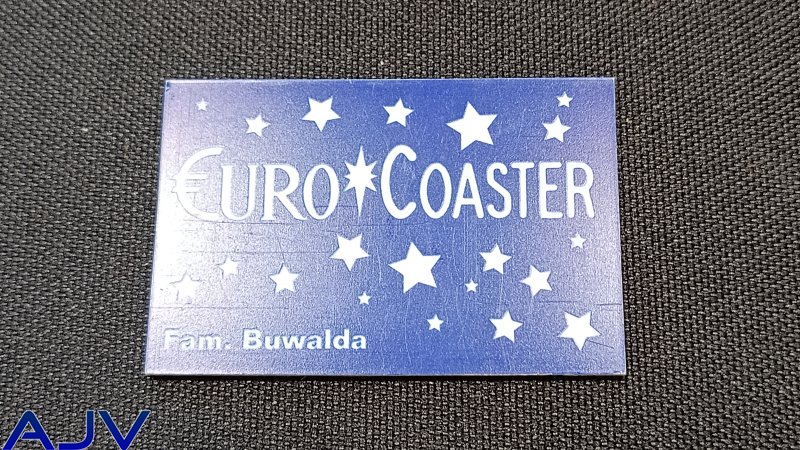 €URO COASTER
Fam. Buwalda
AJV